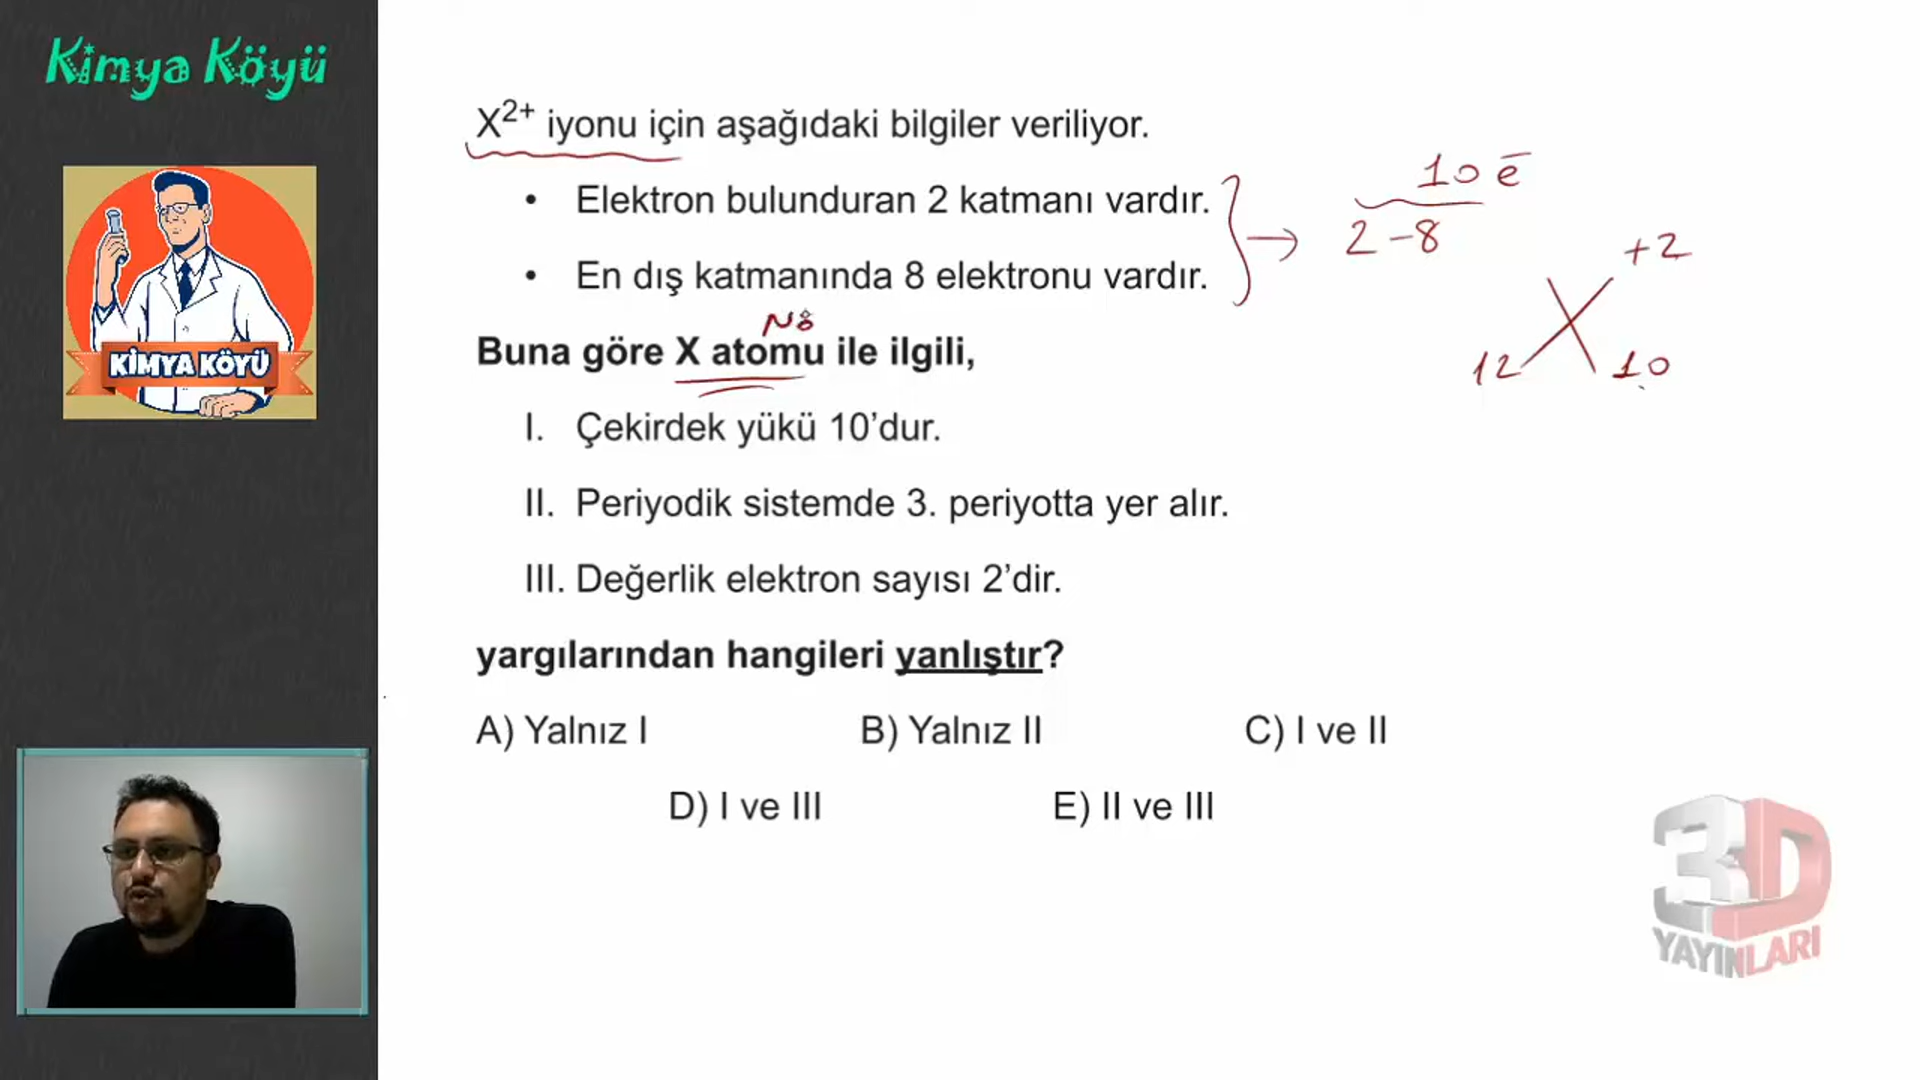 Kimya Köyü
KİMYA KÖYÜ
X²⁺ iyonu için aşağıdaki bilgiler veriliyor.
• Elektron bulunduran 2 katmanı vardır.
• En dış katmanında 8 elektronu vardır.
10 ē
2-8
+2
X
12 10
Nö
Buna göre X atomu ile ilgili,
I. Çekirdek yükü 10’dur.
II. Periyodik sistemde 3. periyotta yer alır.
III. Değerlik elektron sayısı 2’dir.
yargılarından hangileri yanlıştır?
A) Yalnız I B) Yalnız II C) I ve II
D) I ve III E) II ve III
3D
YAYINLARI